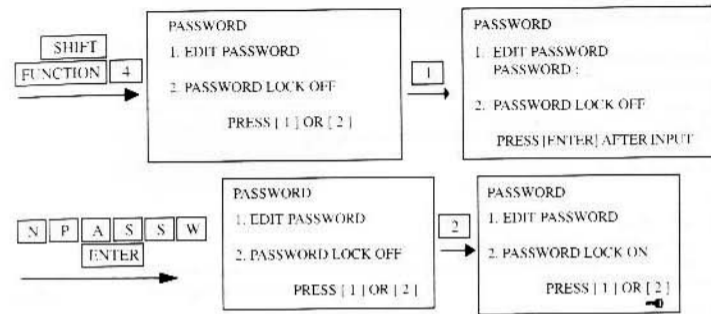 SHIFT
FUNCTION 4
PASSWORD
1. EDIT PASSWORD
2. PASSWORD LOCK OFF
PRESS [ 1 ] OR [ 2 ]
1
PASSWORD
1. EDIT PASSWORD
PASSWORD :
2. PASSWORD LOCK OFF
PRESS [ENTER] AFTER INPUT
N P A S S W
ENTER
PASSWORD
1. EDIT PASSWORD
2. PASSWORD LOCK OFF
PRESS [ 1 ] OR [ 2 ]
2
PASSWORD
1. EDIT PASSWORD
2. PASSWORD LOCK ON
PRESS [ 1 ] OR [ 2 ]